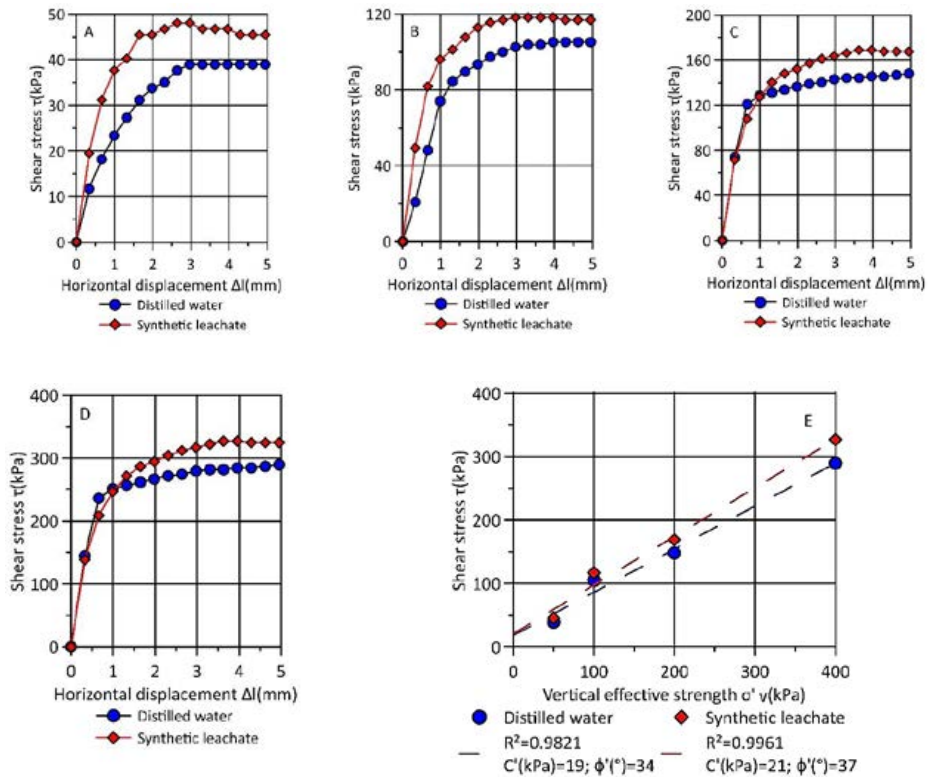 A
Shear stress τ(kPa)
50
40
30
20
10
0
0 1 2 3 4 5
Horizontal displacement Δl(mm)
Distilled water
Synthetic leachate
B
Shear stress τ(kPa)
120
80
40
0
0 1 2 3 4 5
Horizontal displacement Δl(mm)
Distilled water
Synthetic leachate
C
Shear stress τ(kPa)
200
160
120
80
40
0
0 1 2 3 4 5
Horizontal displacement Δl(mm)
Distilled water
Synthetic leachate
D
Shear stress τ(kPa)
400
300
200
100
0
0 1 2 3 4 5
Horizontal displacement Δl(mm)
Distilled water
Synthetic leachate
E
Shear stress τ(kPa)
400
300
200
100
0
0 100 200 300 400
Vertical effective strength σ' v(kPa)
Distilled water Synthetic leachate
R²=0.9821 R²=0.9961
C'(kPa)=19; ϕ'(°)=34 C'(kPa)=21; ϕ'(°)=37